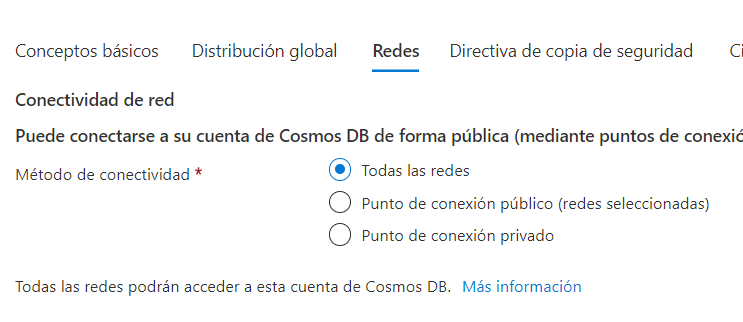 Conceptos básicos Distribución global Redes Directiva de copia de seguridad
Conectividad de red
Puede conectarse a su cuenta de Cosmos DB de forma pública (mediante puntos de
Método de conectividad *
Todas las redes
Punto de conexión público (redes seleccionadas)
Punto de conexión privado
Todas las redes podrán acceder a esta cuenta de Cosmos DB. Más información